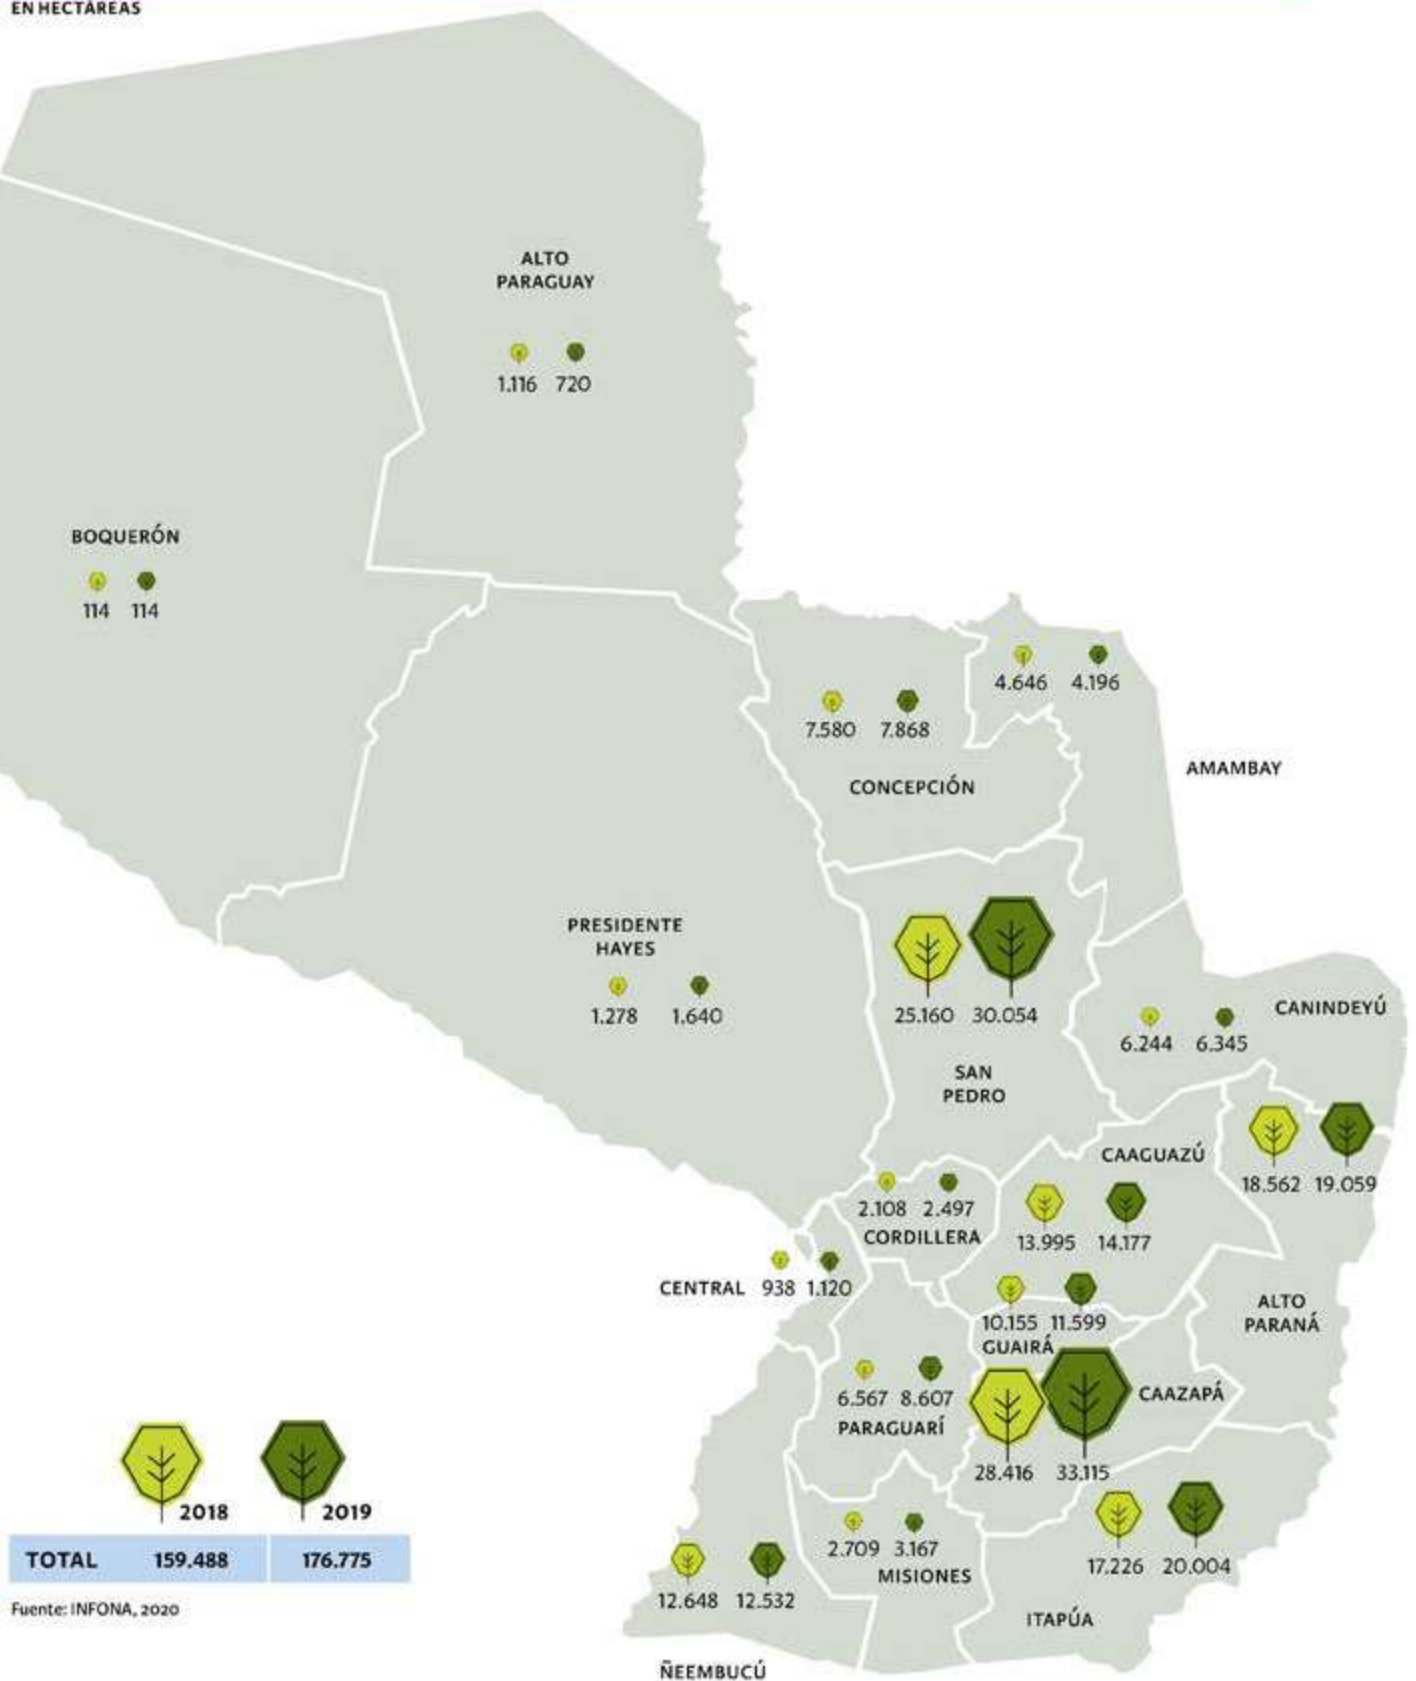 EN HECTÁREAS
ALTO
PARAGUAY
1.116 720
BOQUERÓN
114 114
4.646 4.196
7.580 7.868
AMAMBAY
CONCEPCIÓN
PRESIDENTE
HAYES
1.278 1.640
25.160 30.054
CANINDEYÚ
6.244 6.345
SAN
PEDRO
CAAGUAZÚ
18.562 19.059
2.108 2.497
CORDILLERA
13.995 14.177
CENTRAL 938 1.120
ALTO
PARANÁ
10.155 11.599
GUAIRÁ
6.567 8.607
PARAGUARÍ
CAAZAPÁ
28.416 33.115
2018 2019
TOTAL 159.488 176.775
Fuente: INFONA, 2020
2.709 3.167
MISIONES
17.226 20.004
12.648 12.532
ITAPÚA
ÑEEMBUCÚ